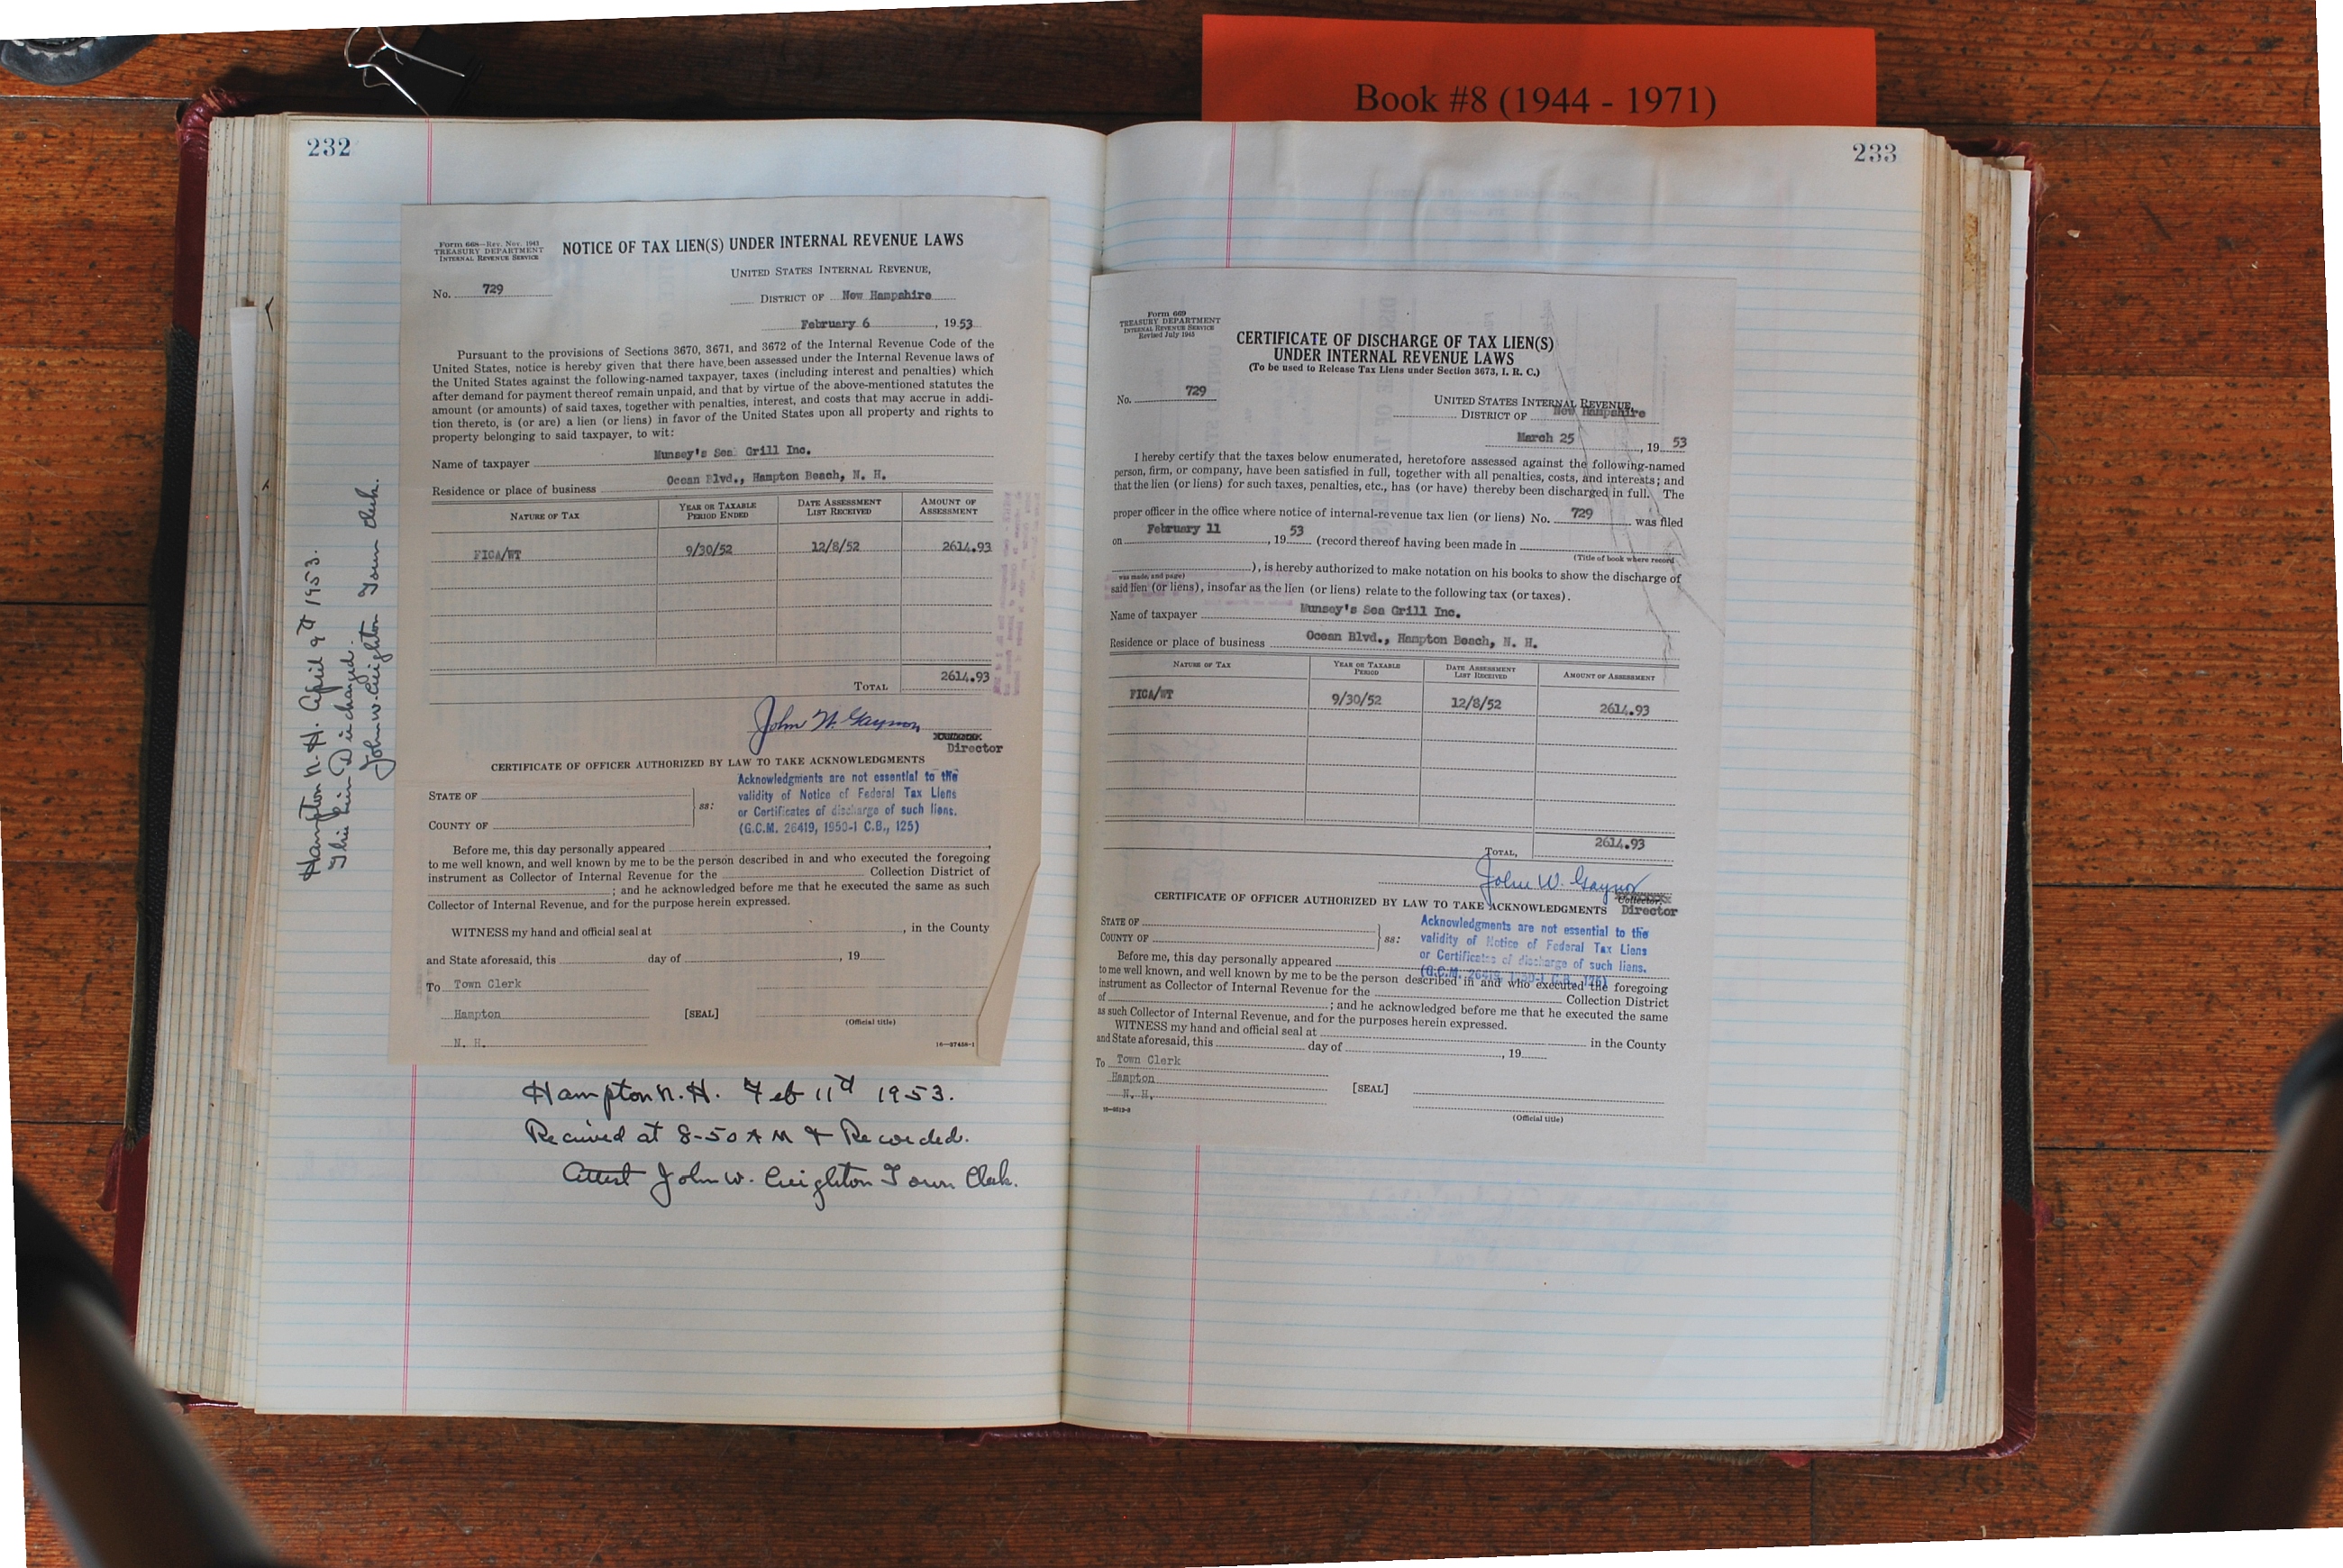 Book #8 (1944 - 1971)
232
Form 668—Rev. Nov. 1943
TREASURY DEPARTMENT
INTERNAL REVENUE SERVICE
NOTICE OF TAX LIEN(S) UNDER INTERNAL REVENUE LAWS
UNITED STATES INTERNAL REVENUE,
No. 729
DISTRICT OF New Hampshire
February 6, 1953
Pursuant to the provisions of Sections 3670, 3671, and 3672 of the Internal Revenue Code of the
United States, notice is hereby given that there have been assessed under the Internal Revenue laws of
the United States against the following-named taxpayer, taxes (including interest and penalties) which
after demand for payment thereof remain unpaid, and that by virtue of the above-mentioned statutes the
amount (or amounts) of said taxes, together with penalties, interest, and costs that may accrue in addi-
tion thereto, is (or are) a lien (or liens) in favor of the United States upon all property and rights to
property belonging to said taxpayer, to wit:
Name of taxpayer Munsey's Sea Grill Inc.
Residence or place of business Ocean Blvd., Hampton Beach, N. H.
NATURE OF TAX YEAR OR TAXABLE PERIOD ENDED DATE ASSESSMENT LIST RECEIVED AMOUNT OF ASSESSMENT
FICA/WT 9/30/52 12/8/52 2614.93
TOTAL 2614.93
John W. Gaynor
Director
CERTIFICATE OF OFFICER AUTHORIZED BY LAW TO TAKE ACKNOWLEDGMENTS
Acknowledgments are not essential to the
validity of Notice of Federal Tax Liens
or Certificates of discharge of such liens.
(G.C.M. 26419, 1950-1 C.B., 125)
STATE OF
ss:
COUNTY OF
Before me, this day personally appeared ,
to me well known, and well known by me to be the person described in and who executed the foregoing
instrument as Collector of Internal Revenue for the Collection District of
; and he acknowledged before me that he executed the same as such
Collector of Internal Revenue, and for the purpose herein expressed.
WITNESS my hand and official seal at , in the County
and State aforesaid, this day of , 19
To Town Clerk
Hampton [SEAL]
(Official title)
N. H.
16—37458-1
Hampton N. H. Feb 11th 1953.
Received at 8-50 AM & Recorded.
Attest John W. Creighton Town Clerk.
Hampton N. H. April 9th 1953.
This lien Discharged.
John W. Creighton Town Clerk.
233
Form 669
TREASURY DEPARTMENT
INTERNAL REVENUE SERVICE
Revised July 1945
CERTIFICATE OF DISCHARGE OF TAX LIEN(S)
UNDER INTERNAL REVENUE LAWS
(To be used to Release Tax Liens under Section 3673, I. R. C.)
No. 729
UNITED STATES INTERNAL REVENUE,
DISTRICT OF New Hampshire
March 25, 1953
I hereby certify that the taxes below enumerated, heretofore assessed against the following-named
person, firm, or company, have been satisfied in full, together with all penalties, costs, and interests; and
that the lien (or liens) for such taxes, penalties, etc., has (or have) thereby been discharged in full. The
proper officer in the office where notice of internal-revenue tax lien (or liens) No. 729 was filed
on February 11, 1953 (record thereof having been made in
(Title of book where record
), is hereby authorized to make notation on his books to show the discharge of
was made, and page)
said lien (or liens), insofar as the lien (or liens) relate to the following tax (or taxes).
Name of taxpayer Munsey's Sea Grill Inc.
Residence or place of business Ocean Blvd., Hampton Beach, N. H.
NATURE OF TAX YEAR OR TAXABLE PERIOD DATE ASSESSMENT LIST RECEIVED AMOUNT OF ASSESSMENT
FICA/WT 9/30/52 12/8/52 2614.93
TOTAL, 2614.93
John W. Gaynor
Collector.
Director
CERTIFICATE OF OFFICER AUTHORIZED BY LAW TO TAKE ACKNOWLEDGMENTS
Acknowledgments are not essential to the
validity of Notice of Federal Tax Liens
or Certificates of discharge of such liens.
(G.C.M. 26419, 1950-1 C.B., 125)
STATE OF
COUNTY OF
ss:
Before me, this day personally appeared
to me well known, and well known by me to be the person described in and who executed the foregoing
instrument as Collector of Internal Revenue for the Collection District
of ; and he acknowledged before me that he executed the same
as such Collector of Internal Revenue, and for the purposes herein expressed.
WITNESS my hand and official seal at in the County
and State aforesaid, this day of , 19
To Town Clerk
Hampton
N. H.
[SEAL]
(Official title)